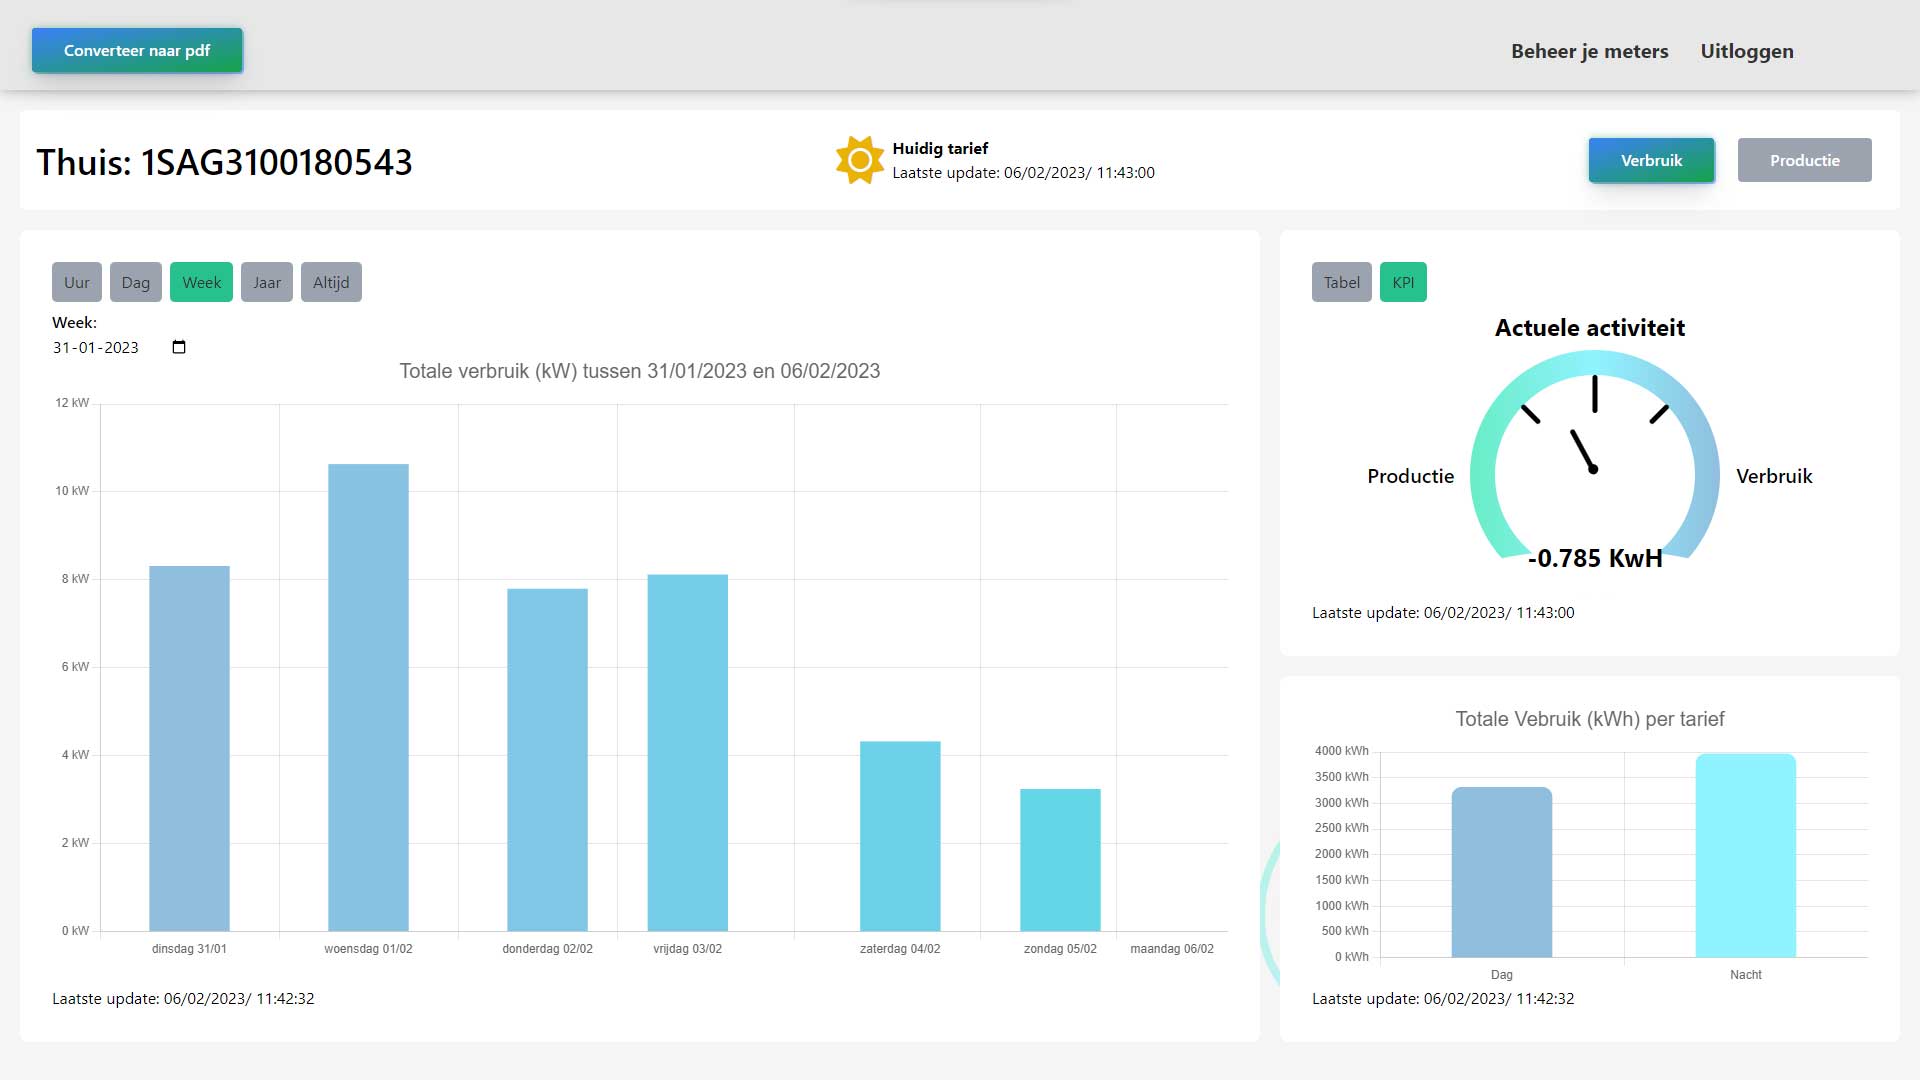 Converteer naar pdf
Beheer je meters
Uitloggen
Thuis: 1SAG3100180543
Huidig tarief
Laatste update: 06/02/2023/ 11:43:00
Verbruik
Productie
Uur
Dag
Week
Jaar
Altijd
Week:
31-01-2023
Totale verbruik (kW) tussen 31/01/2023 en 06/02/2023
12 kW
10 kW
8 kW
6 kW
4 kW
2 kW
0 kW
dinsdag 31/01
woensdag 01/02
donderdag 02/02
vrijdag 03/02
zaterdag 04/02
zondag 05/02
maandag 06/02
Laatste update: 06/02/2023/ 11:42:32
Tabel
KPI
Actuele activiteit
Productie
Verbruik
-0.785 KwH
Laatste update: 06/02/2023/ 11:43:00
Totale Vebruik (kWh) per tarief
4000 kWh
3500 kWh
3000 kWh
2500 kWh
2000 kWh
1500 kWh
1000 kWh
500 kWh
0 kWh
Dag
Nacht
Laatste update: 06/02/2023/ 11:42:32